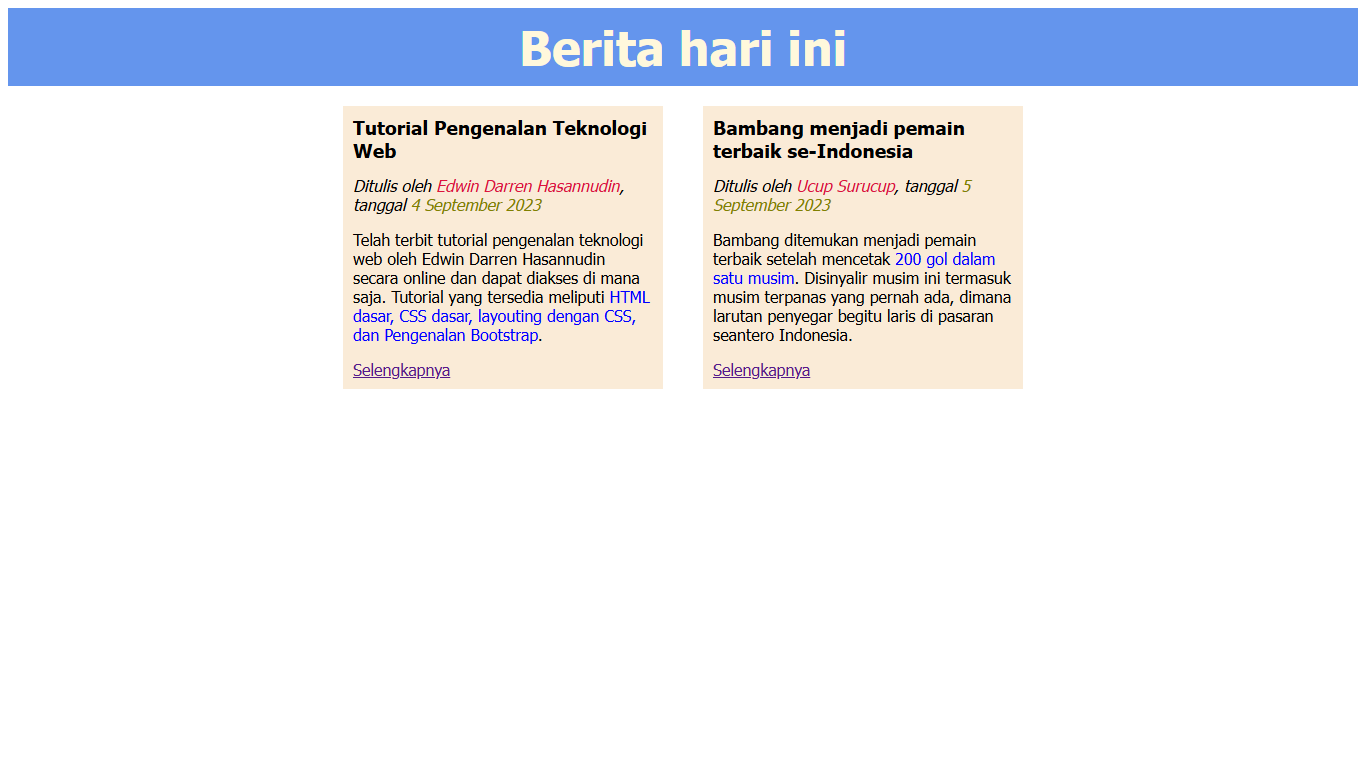 Berita hari ini
Tutorial Pengenalan Teknologi
Web
Ditulis oleh Edwin Darren Hasannudin,
tanggal 4 September 2023
Telah terbit tutorial pengenalan teknologi
web oleh Edwin Darren Hasannudin
secara online dan dapat diakses di mana
saja. Tutorial yang tersedia meliputi HTML
dasar, CSS dasar, layouting dengan CSS,
dan Pengenalan Bootstrap.
Selengkapnya
Bambang menjadi pemain
terbaik se-Indonesia
Ditulis oleh Ucup Surucup, tanggal 5
September 2023
Bambang ditemukan menjadi pemain
terbaik setelah mencetak 200 gol dalam
satu musim. Disinyalir musim ini termasuk
musim terpanas yang pernah ada, dimana
larutan penyegar begitu laris di pasaran
seantero Indonesia.
Selengkapnya